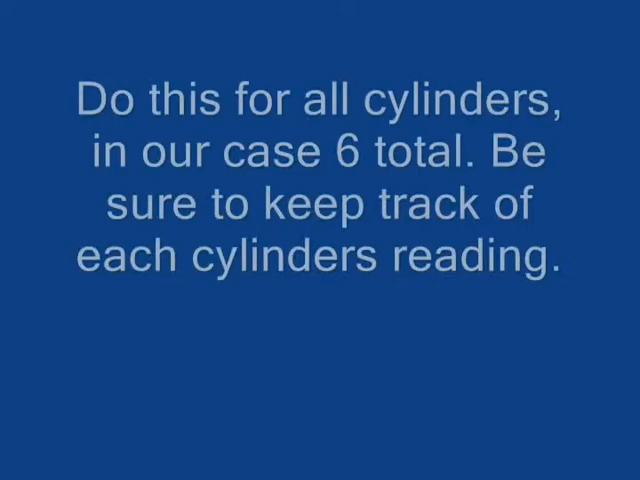 Do this for all cylinders,
in our case 6 total. Be
sure to keep track of
each cylinders reading.